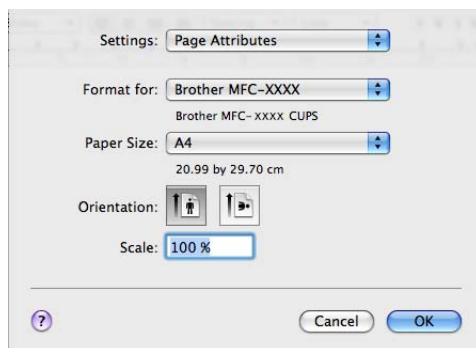 Settings: Page Attributes
Format for: Brother MFC-XXXX
Brother MFC-XXXX CUPS
Paper Size: A4
20.99 by 29.70 cm
Orientation:
Scale: 100 %
? Cancel OK